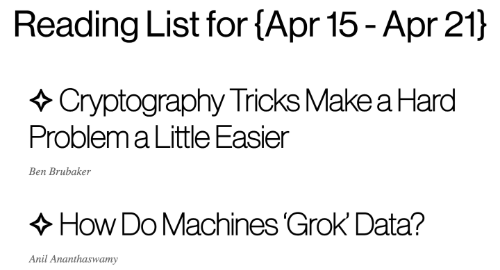 Reading List for {Apr 15 - Apr 21}
✧ Cryptography Tricks Make a Hard
Problem a Little Easier
Ben Brubaker
✧ How Do Machines ‘Grok’ Data?
Anil Ananthaswamy